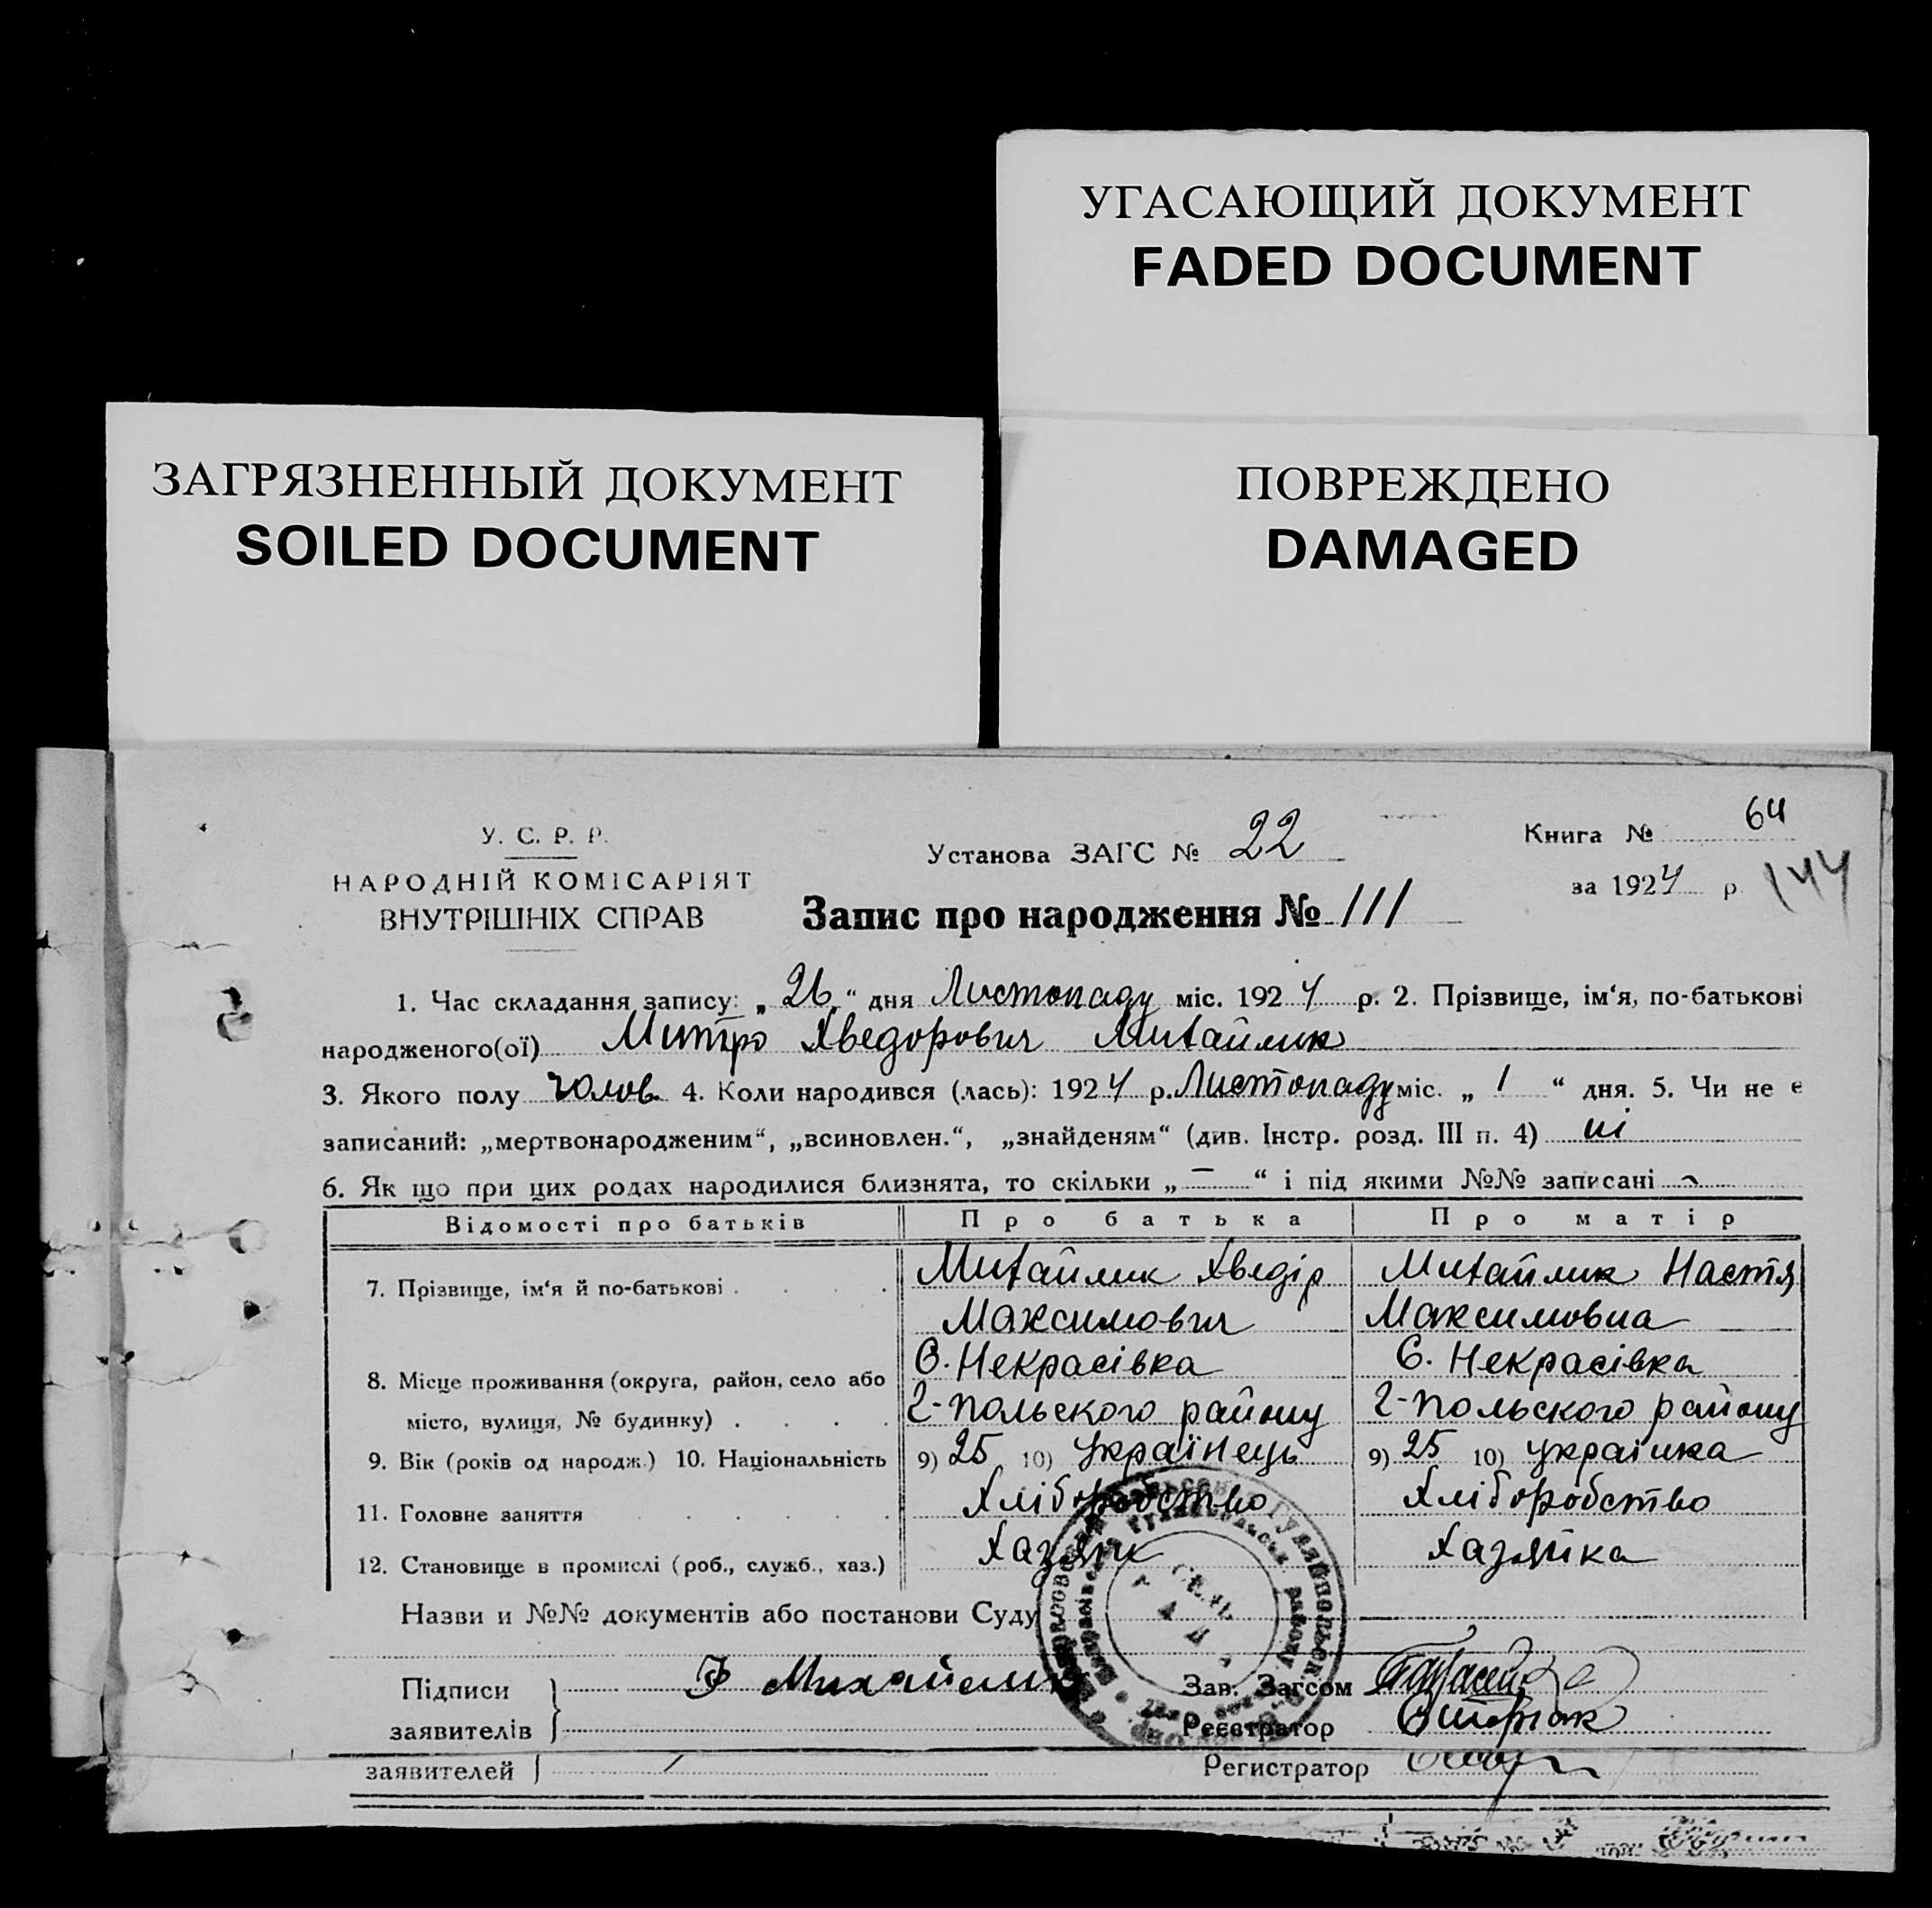 УГАСАЮЩИЙ ДОКУМЕНТ
FADED DOCUMENT
ЗАГРЯЗНЕННЫЙ ДОКУМЕНТ
SOILED DOCUMENT
ПОВРЕЖДЕНО
DAMAGED
У. С. Р. Р.
НАРОДНІЙ КОМІСАРІЯТ
ВНУТРІШНІХ СПРАВ
Установа ЗАГС № 22
Книга № 64
за 1924 р. 144
Запис про народження № 111
1. Час складання запису: „26“ дня Листопаду міс. 1924 р. 2. Прізвище, ім‘я, по-батькові
народженого(ої) Митро Хведорович Михайлик
3. Якого полу чолов. 4. Коли народився (лась): 1924 р. Листопаду міс. „1“ дня. 5. Чи не є
записаний: „мертвонародженим“, „всиновлен.“, „знайденям“ (див. Інстр. розд. III п. 4) ні
6. Як що при цих родах народилися близнята, то скільки „—“ і під якими №№ записані
Відомості про батьків Про батька Про матір
7. Прізвище, ім‘я й по-батькові Михайлик Хведір Михайлик Настя
Максимович Максимовна
С. Некрасівка С. Некрасівка
8. Місце проживання (округа, район, село або
місто, вулиця, № будинку) Г-Польского району Г-Польского району
9. Вік (років од народж.) 10. Національність 9) 25 10) Українець 9) 25 10) Українка
11. Головне заняття Хліборобство Хліборобство
12. Становище в промислі (роб., служб., хаз.) Хазяїн Хазяйка
Назви и №№ документів або постанови Суду
Підписи
заявителів
Ф Михайлик
Зав. Загсом
Реєстратор
заявителей
Регистратор